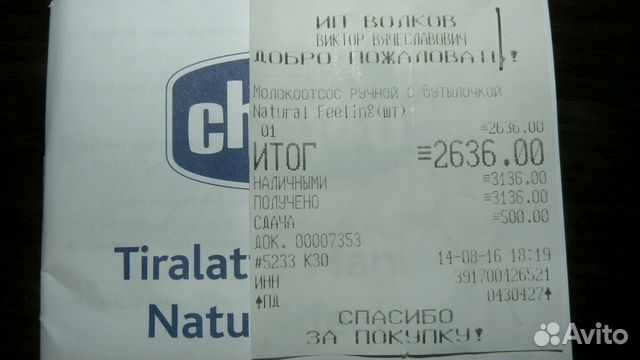 ИП ВОЛКОВ
ВИКТОР ВЯЧЕСЛАВОВИЧ
ДОБРО ПОЖАЛОВАТЬ!
Молокоотсос ручной с бутылочкой
Natural Feeling(шт)
01 =2636.00
ИТОГ =2636.00
НАЛИЧНЫМИ =3136.00
ПОЛУЧЕНО =3136.00
СДАЧА =500.00
ДОК. 00007353
#5233 К30 14-08-16 18:19
ИНН 391700426521
↑ПД 0430427↑
СПАСИБО
ЗА ПОКУПКУ!
ch
Tiralatt
Natu
Avito